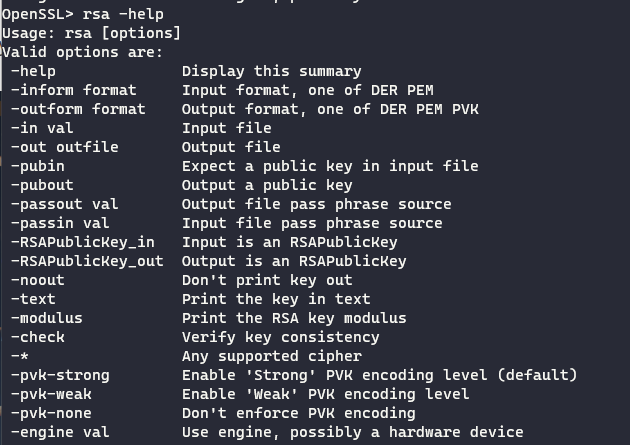 OpenSSL> rsa -help
Usage: rsa [options]
Valid options are:
-help Display this summary
-inform format Input format, one of DER PEM
-outform format Output format, one of DER PEM PVK
-in val Input file
-out outfile Output file
-pubin Expect a public key in input file
-pubout Output a public key
-passout val Output file pass phrase source
-passin val Input file pass phrase source
-RSAPublicKey_in Input is an RSAPublicKey
-RSAPublicKey_out Output is an RSAPublicKey
-noout Don't print key out
-text Print the key in text
-modulus Print the RSA key modulus
-check Verify key consistency
-* Any supported cipher
-pvk-strong Enable 'Strong' PVK encoding level (default)
-pvk-weak Enable 'Weak' PVK encoding level
-pvk-none Don't enforce PVK encoding
-engine val Use engine, possibly a hardware device